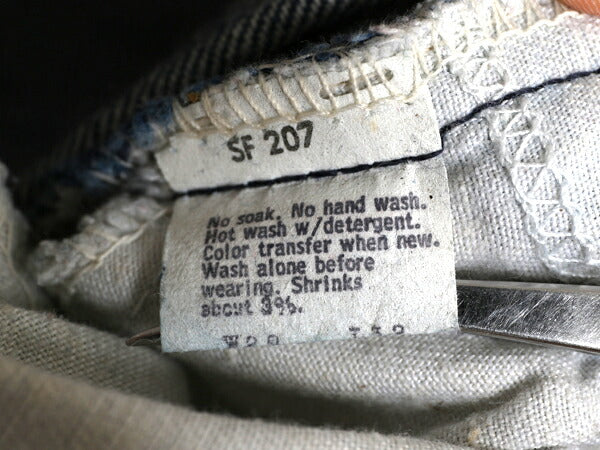 SF 207
No soak. No hand wash.
Hot wash w/detergent.
Color transfer when new.
Wash alone before
wearing. Shrinks
about 3%.